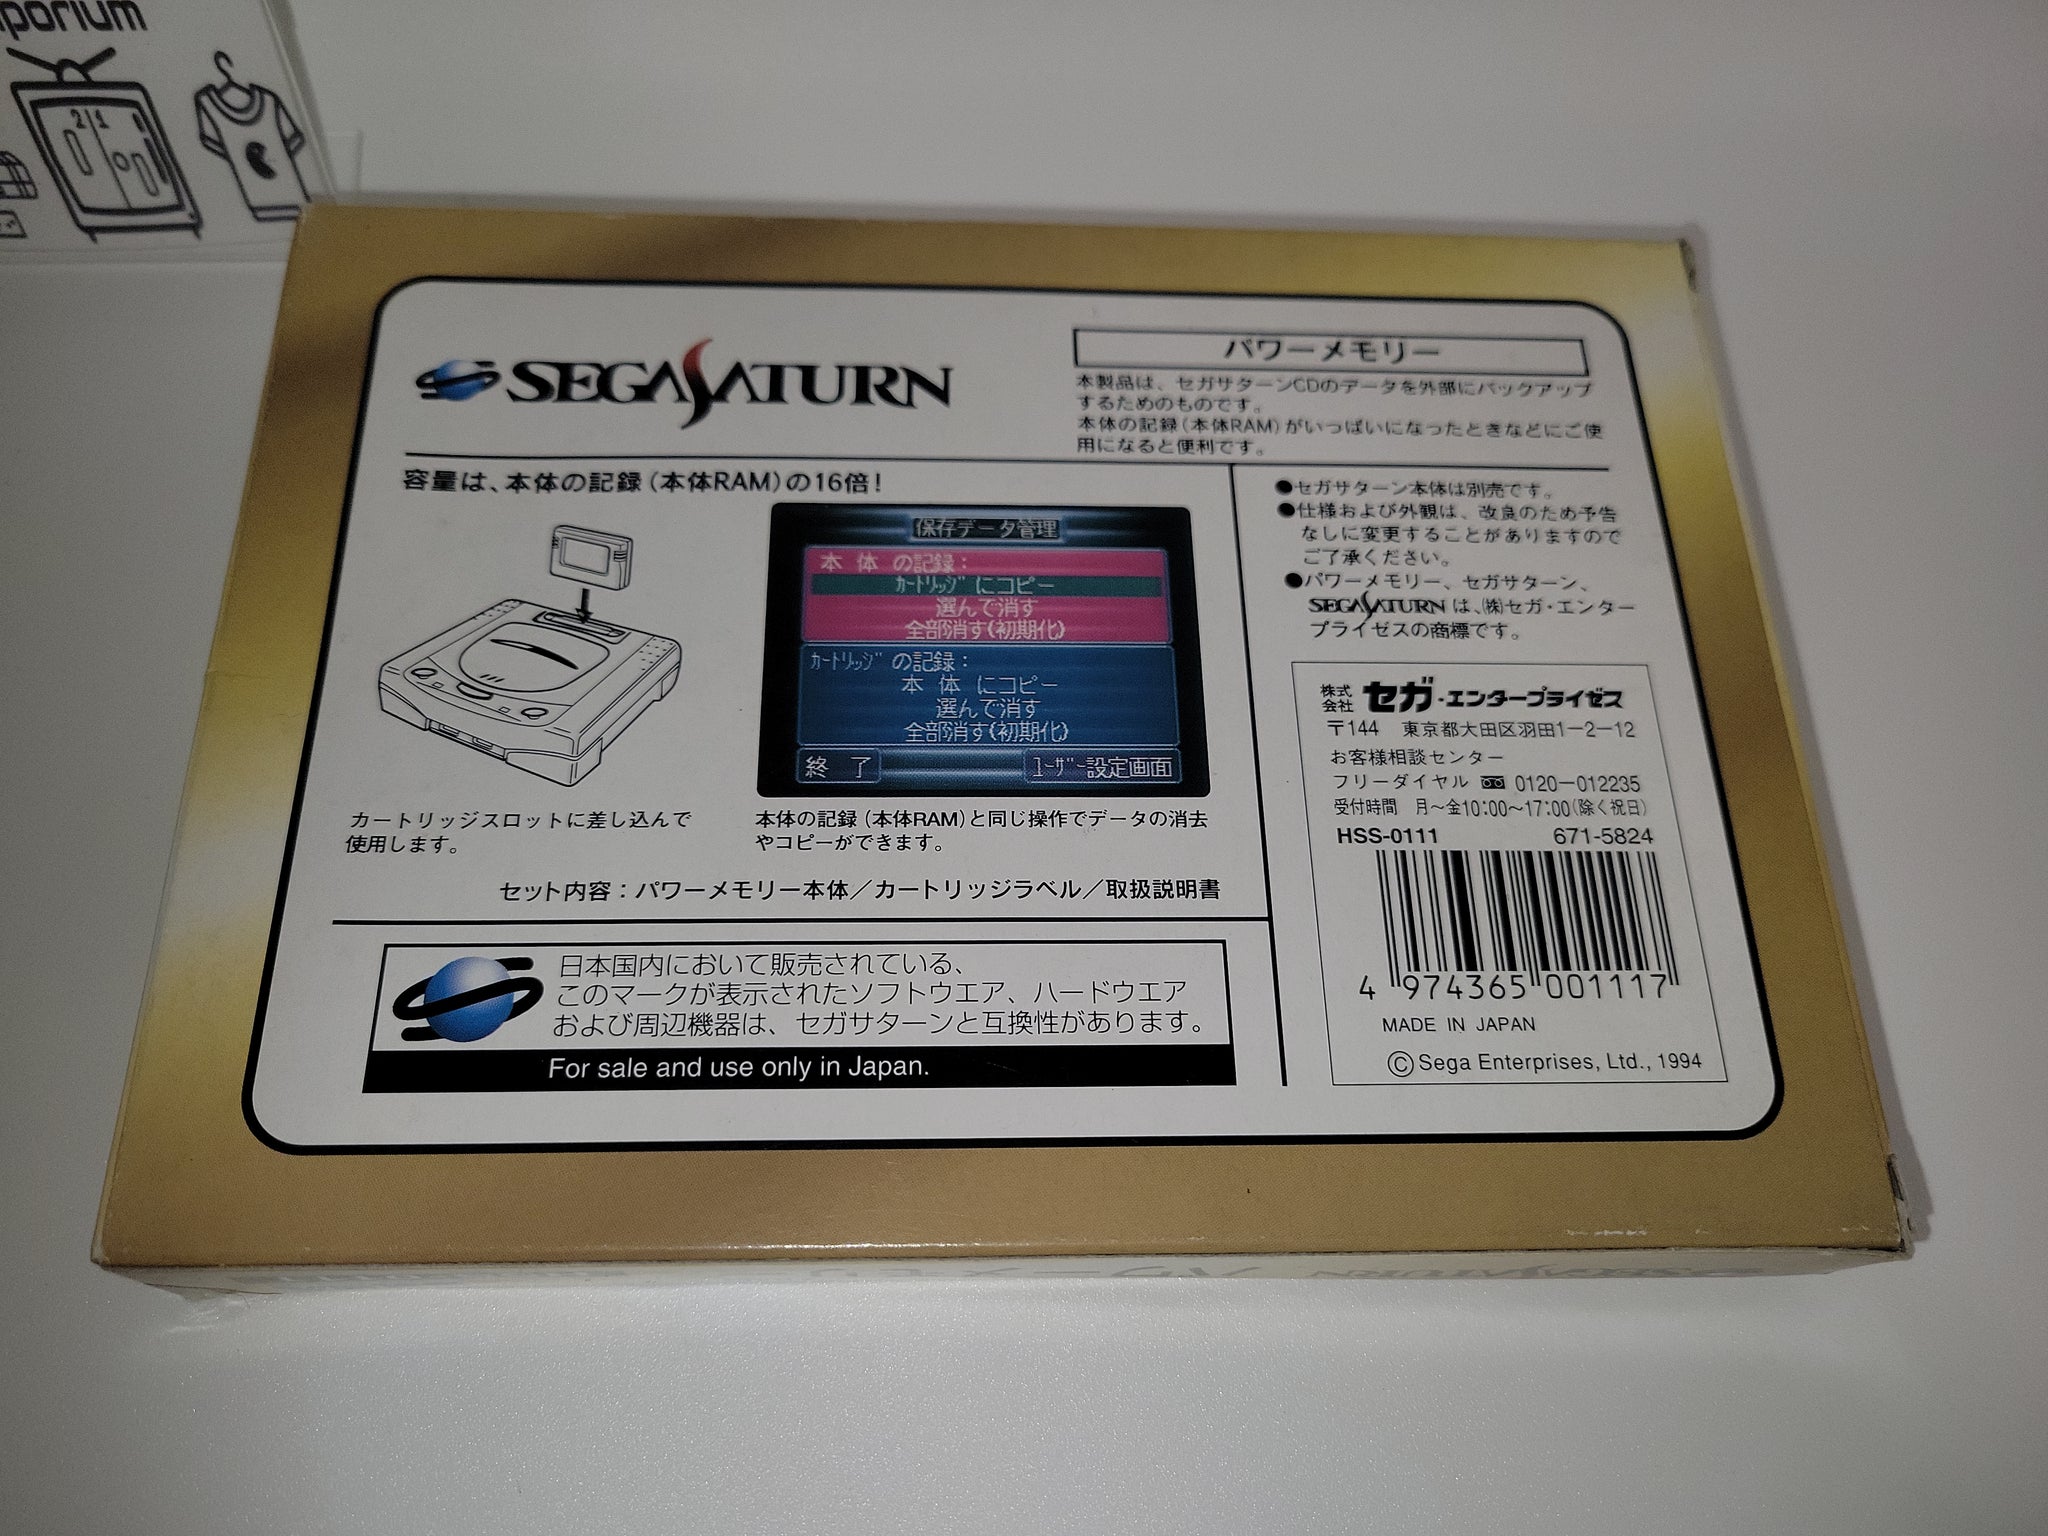 porium
21
SEGA SATURN
パワーメモリー
本製品は、セガサターンCDのデータを外部にバックアップ
するためのものです。
本体の記録(本体RAM)がいっぱいになったときなどにご使
用になると便利です。
容量は、本体の記録(本体RAM)の16倍!
保存データ管理
本 体 の記録:
カートリッジにコピー
選んで消す
全部消す(初期化)
カートリッジの記録:
本 体 にコピー
選んで消す
全部消す(初期化)
終 了
ユーザー設定画面
カートリッジスロットに差し込んで
使用します。
本体の記録(本体RAM)と同じ操作でデータの消去
やコピーができます。
セット内容:パワーメモリー本体/カートリッジラベル/取扱説明書
日本国内において販売されている、
このマークが表示されたソフトウエア、ハードウエア
および周辺機器は、セガサターンと互換性があります。
For sale and use only in Japan.
●セガサターン本体は別売です。
●仕様および外観は、改良のため予告
なしに変更することがありますので
ご了承ください。
●パワーメモリー、セガサターン、
SEGA SATURN は、(株)セガ・エンター
プライゼスの商標です。
株式会社 セガ・エンタープライゼス
〒144 東京都大田区羽田1-2-12
お客様相談センター
フリーダイヤル 0120-012235
受付時間 月~金10:00~17:00(除く祝日)
HSS-0111 671-5824
4 974365 001117
MADE IN JAPAN
©Sega Enterprises, Ltd., 1994
SEGA SATURN パワーメモリー